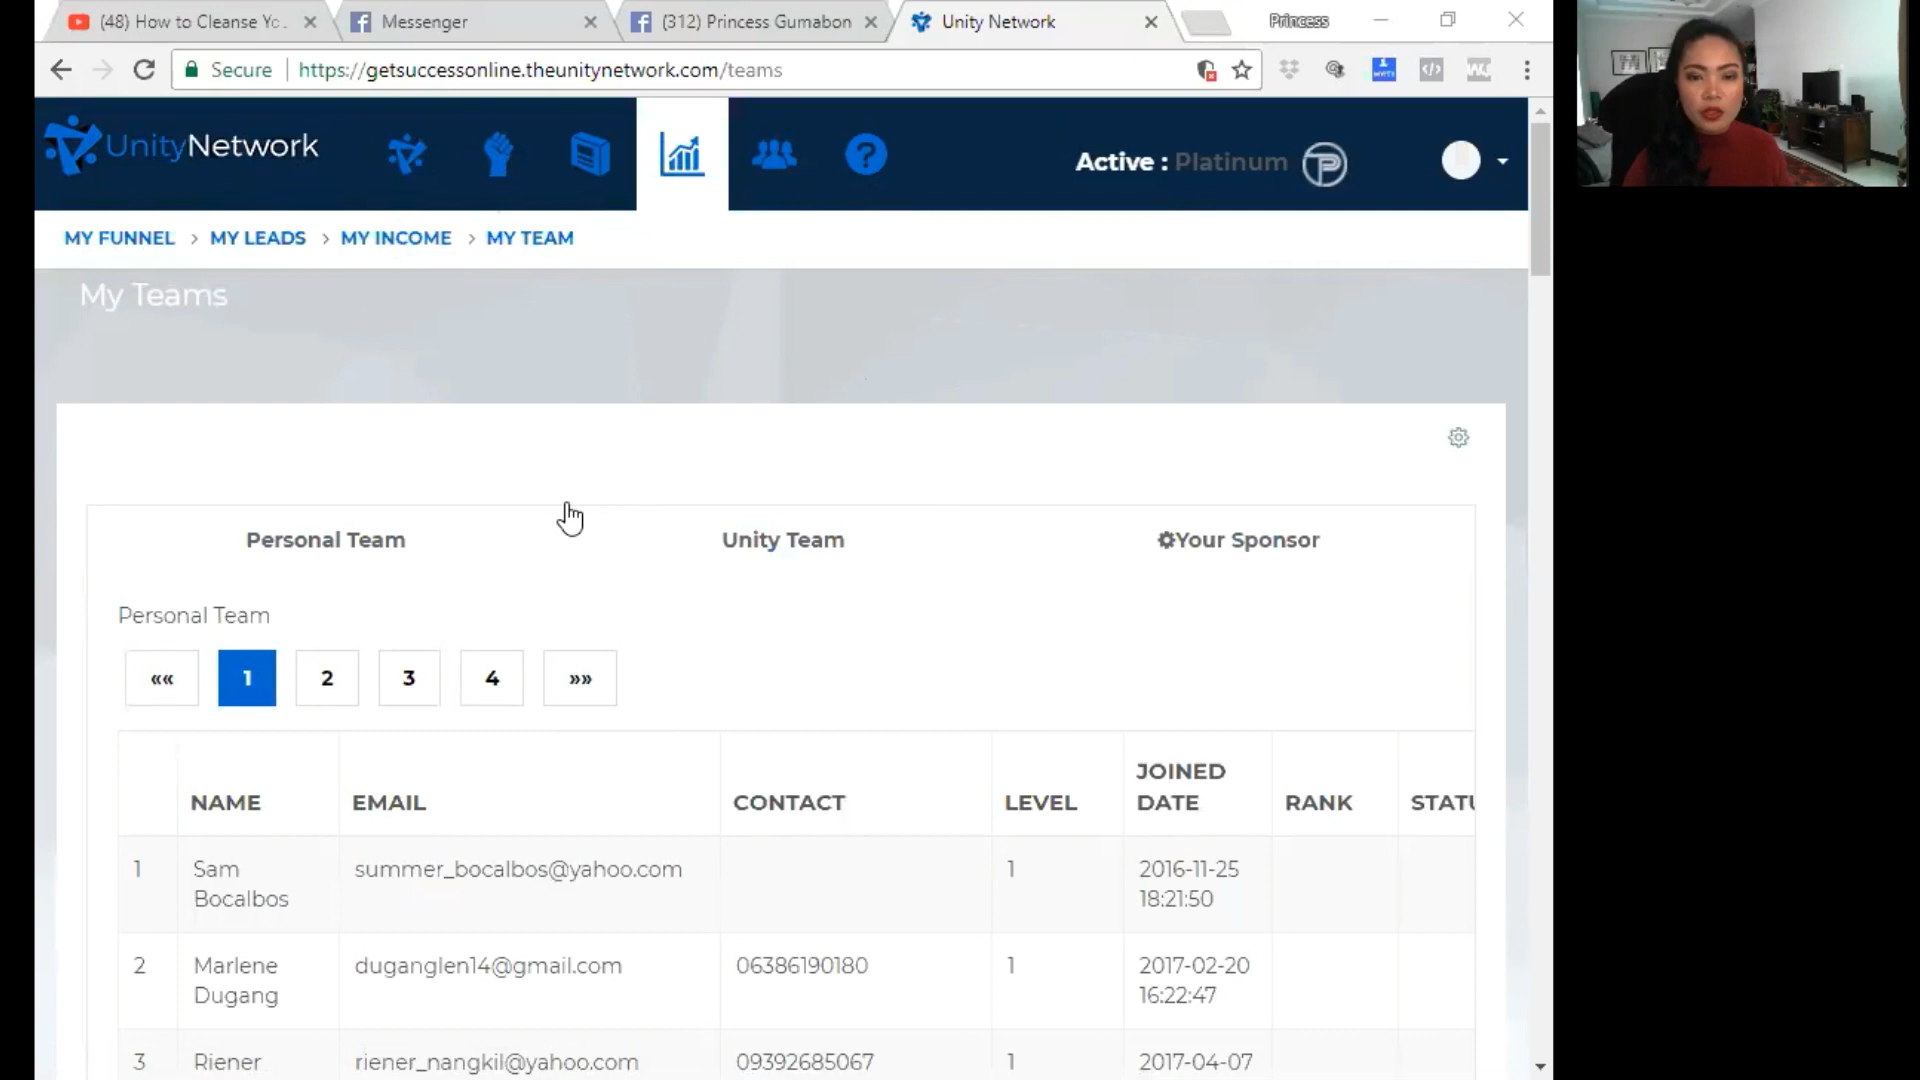 (48) How to Cleanse Yo
Messenger
(312) Princess Gumabon
Unity Network
Princess
Secure
https://getsuccessonline.theunitynetwork.com/teams
UnityNetwork
Active : Platinum
MY FUNNEL > MY LEADS > MY INCOME > MY TEAM
My Teams
Personal Team
Unity Team
Your Sponsor
Personal Team
«« 1 2 3 4 »»
NAME EMAIL CONTACT LEVEL JOINED DATE RANK STATU
1 Sam Bocalbos summer_bocalbos@yahoo.com 1 2016-11-25 18:21:50
2 Marlene Dugang duganglen14@gmail.com 06386190180 1 2017-02-20 16:22:47
3 Riener riener_nangkil@yahoo.com 09392685067 1 2017-04-07